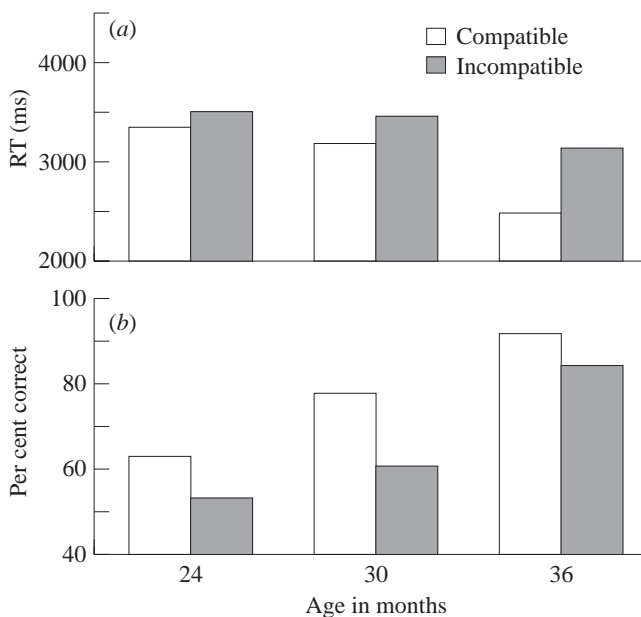 (a)
Compatible
Incompatible
4000
3000
2000
RT (ms)
(b)
100
80
60
40
Per cent correct
24 30 36
Age in months